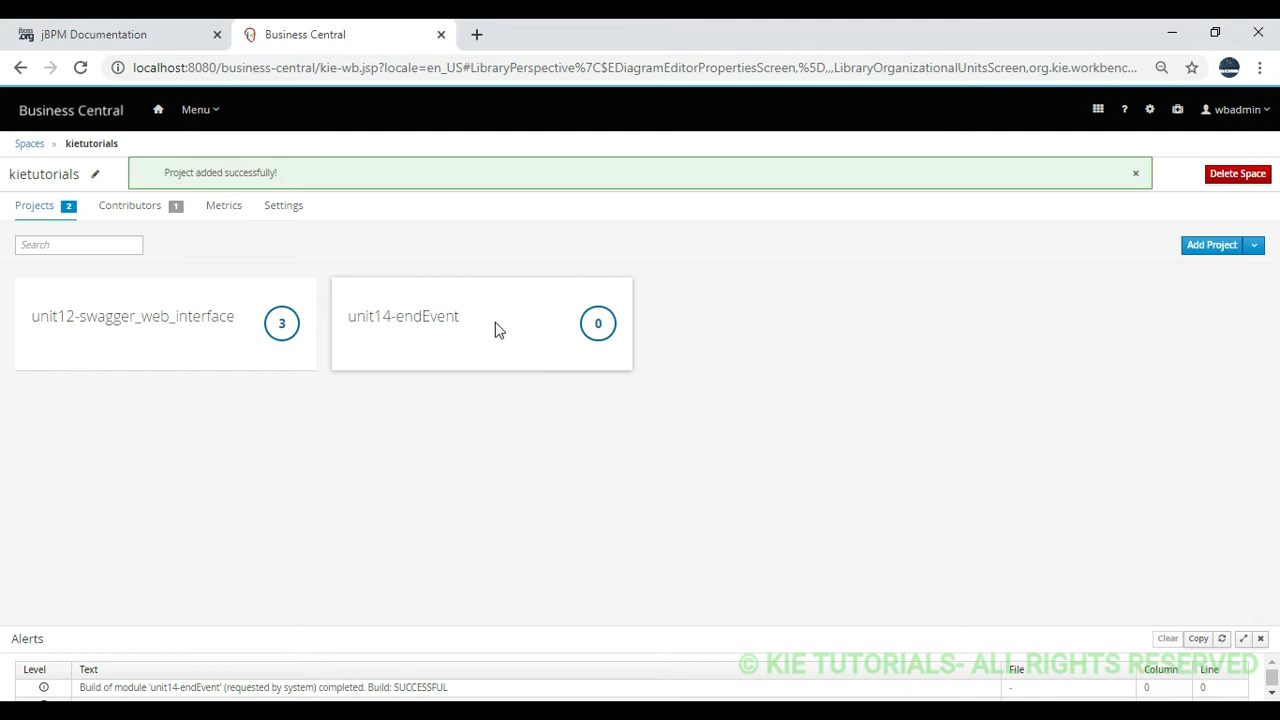 jBPM Documentation
Business Central
localhost:8080/business-central/kie-wb.jsp?locale=en_US#LibraryPerspective%7C$EDiagramEditorPropertiesScreen,%5D,,,LibraryOrganizationalUnitsScreen,org.kie.workbenc...
Business Central
Menu
wbadmin
Spaces » kietutorials
kietutorials
Project added successfully!
×
Delete Space
Projects 2
Contributors 1
Metrics
Settings
Search
Add Project
unit12-swagger_web_interface
3
unit14-endEvent
0
Alerts
Clear
Copy
© KIE TUTORIALS- ALL RIGHTS RESERVED
Level
Text
File
Column
Line
Build of module 'unit14-endEvent' (requested by system) completed. Build: SUCCESSFUL
-
0
0